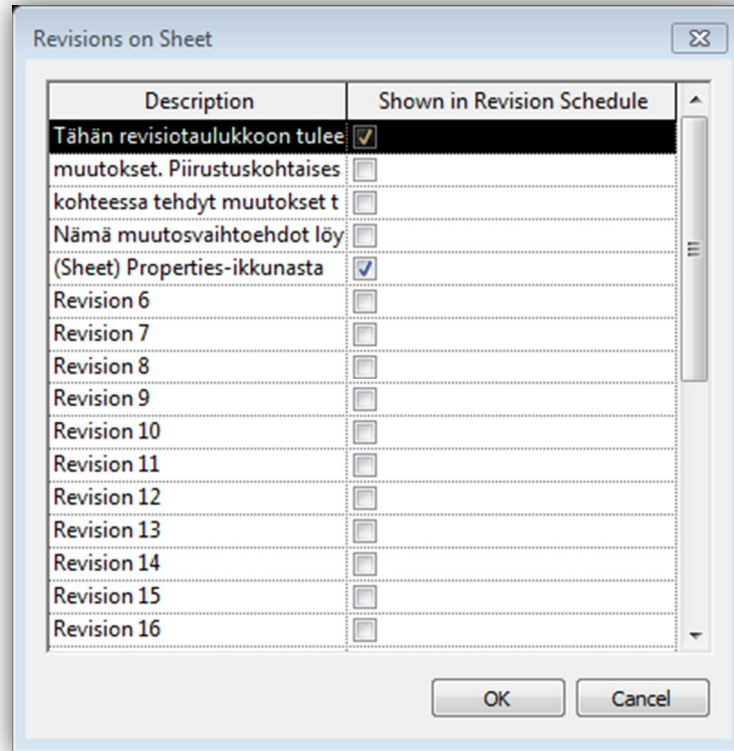 Revisions on Sheet
Description Shown in Revision Schedule
Tähän revisiotaulukkoon tulee
muutokset. Piirustuskohtaises
kohteessa tehdyt muutokset t
Nämä muutosvaihtoehdot löy
(Sheet) Properties-ikkunasta
Revision 6
Revision 7
Revision 8
Revision 9
Revision 10
Revision 11
Revision 12
Revision 13
Revision 14
Revision 15
Revision 16
OK Cancel